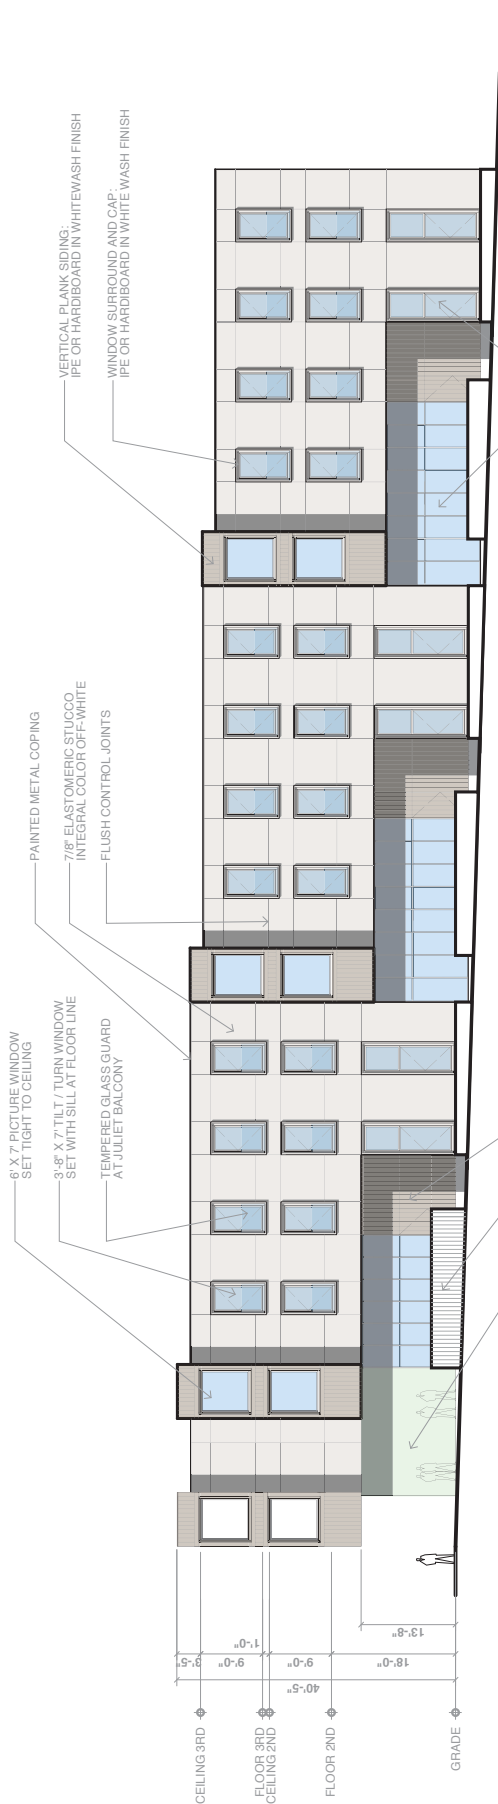 6' X 7' PICTURE WINDOW
SET TIGHT TO CEILING
3'-8" X 7' TILT / TURN WINDOW
SET WITH SILL AT FLOOR LINE
TEMPERED GLASS GUARD
AT JULIET BALCONY
PAINTED METAL COPING
7/8" ELASTOMERIC STUCCO
INTEGRAL COLOR OFF-WHITE
FLUSH CONTROL JOINTS
VERTICAL PLANK SIDING:
IPE OR HARDIBOARD IN WHITEWASH FINISH
WINDOW SURROUND AND CAP:
IPE OR HARDIBOARD IN WHITE WASH FINISH
CEILING 3RD
FLOOR 3RD
CEILING 2ND
FLOOR 2ND
GRADE
3'-5"
9'-0"
1'-0"
9'-0"
18'-0"
13'-8"
40'-5"